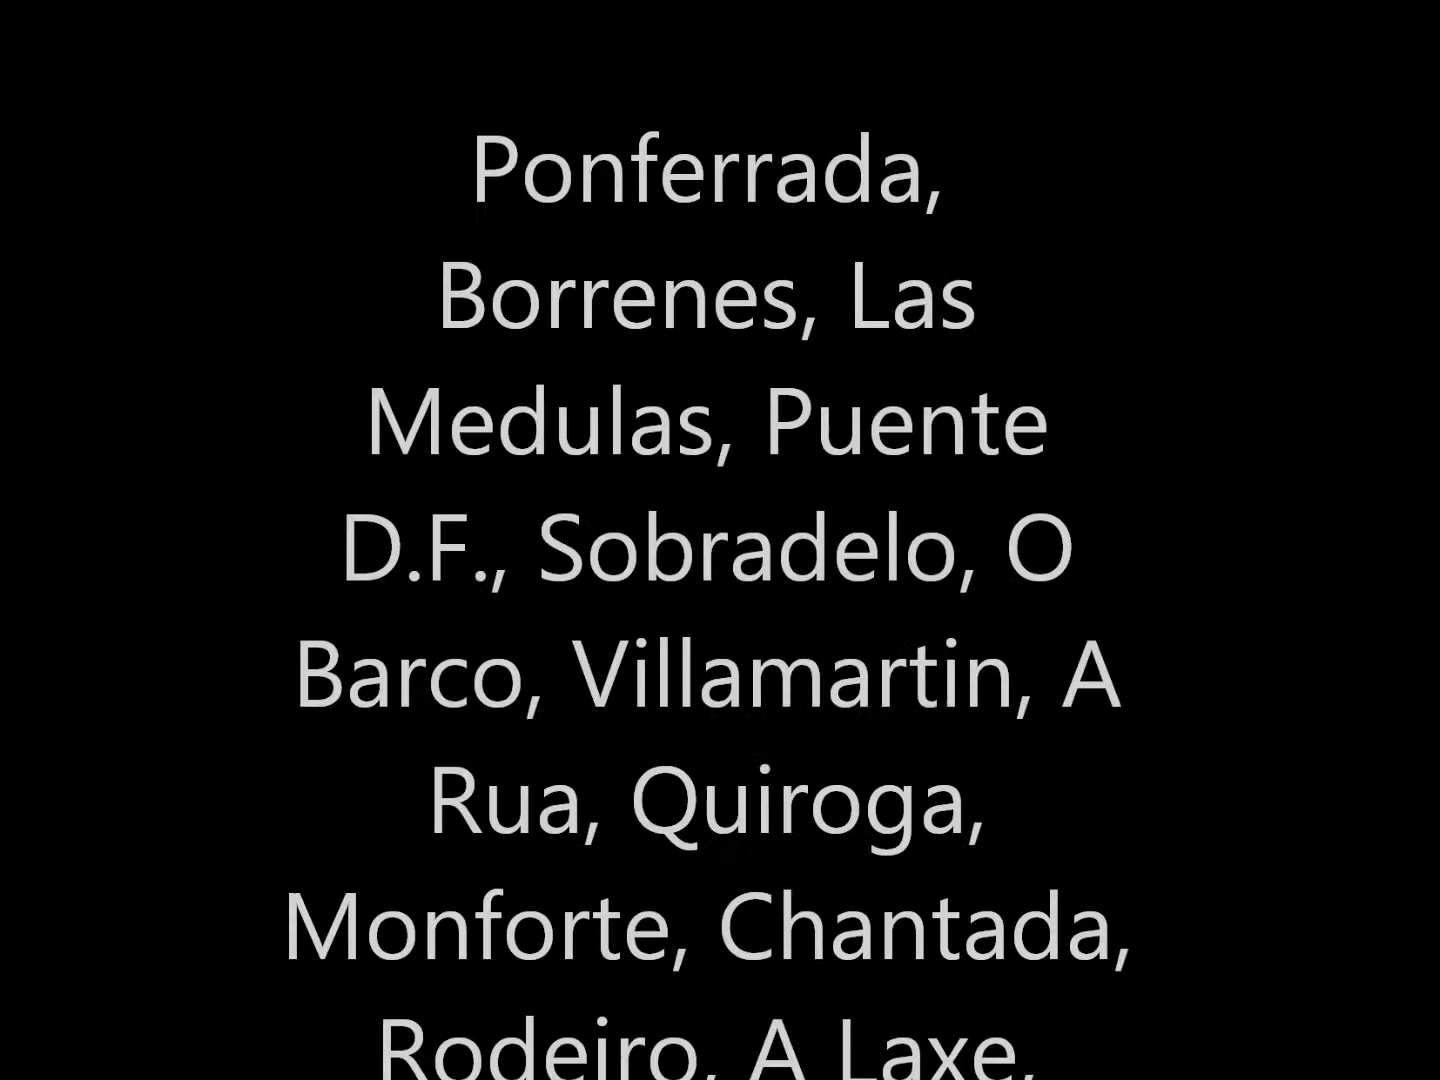 Ponferrada,
Borrenes, Las
Medulas, Puente
D.F., Sobradelo, O
Barco, Villamartin, A
Rua, Quiroga,
Monforte, Chantada,
Rodeiro, A Laxe,